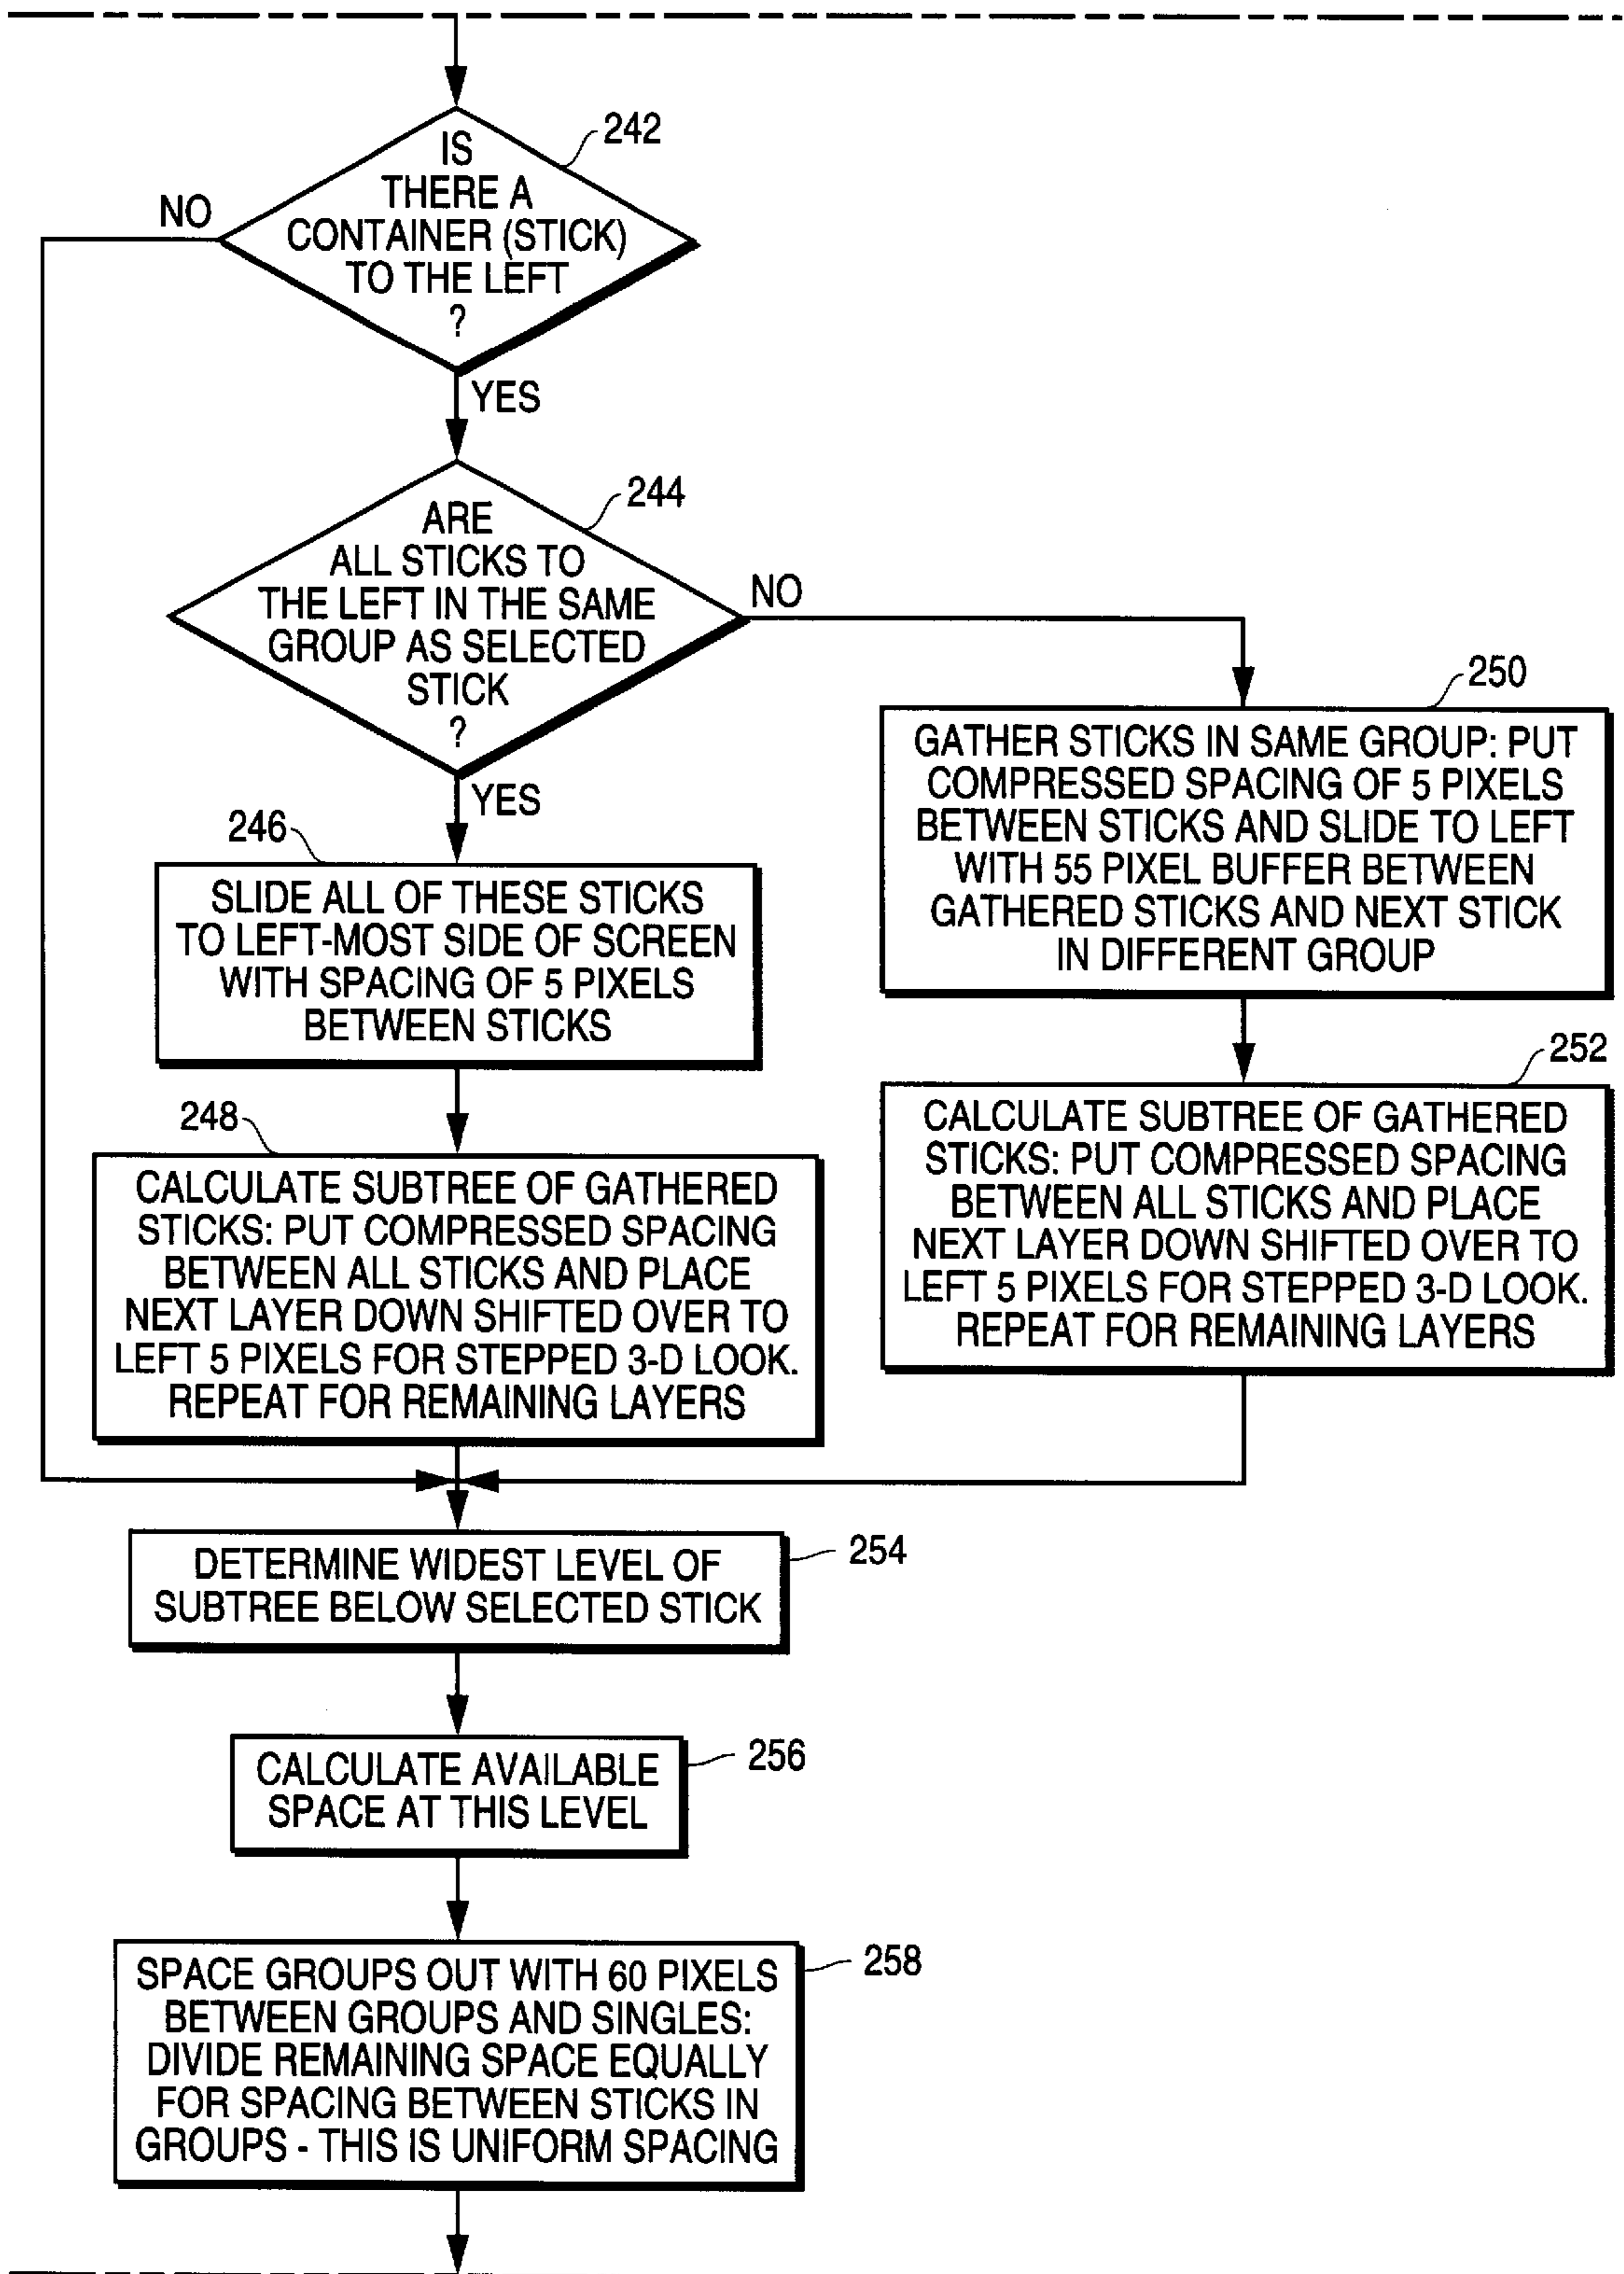 242
IS
THERE A
CONTAINER (STICK)
TO THE LEFT
?
NO
YES
244
ARE
ALL STICKS TO
THE LEFT IN THE SAME
GROUP AS SELECTED
STICK
?
NO
YES
246
SLIDE ALL OF THESE STICKS
TO LEFT-MOST SIDE OF SCREEN
WITH SPACING OF 5 PIXELS
BETWEEN STICKS
250
GATHER STICKS IN SAME GROUP: PUT
COMPRESSED SPACING OF 5 PIXELS
BETWEEN STICKS AND SLIDE TO LEFT
WITH 55 PIXEL BUFFER BETWEEN
GATHERED STICKS AND NEXT STICK
IN DIFFERENT GROUP
248
CALCULATE SUBTREE OF GATHERED
STICKS: PUT COMPRESSED SPACING
BETWEEN ALL STICKS AND PLACE
NEXT LAYER DOWN SHIFTED OVER TO
LEFT 5 PIXELS FOR STEPPED 3-D LOOK.
REPEAT FOR REMAINING LAYERS
252
CALCULATE SUBTREE OF GATHERED
STICKS: PUT COMPRESSED SPACING
BETWEEN ALL STICKS AND PLACE
NEXT LAYER DOWN SHIFTED OVER TO
LEFT 5 PIXELS FOR STEPPED 3-D LOOK.
REPEAT FOR REMAINING LAYERS
254
DETERMINE WIDEST LEVEL OF
SUBTREE BELOW SELECTED STICK
256
CALCULATE AVAILABLE
SPACE AT THIS LEVEL
258
SPACE GROUPS OUT WITH 60 PIXELS
BETWEEN GROUPS AND SINGLES:
DIVIDE REMAINING SPACE EQUALLY
FOR SPACING BETWEEN STICKS IN
GROUPS - THIS IS UNIFORM SPACING